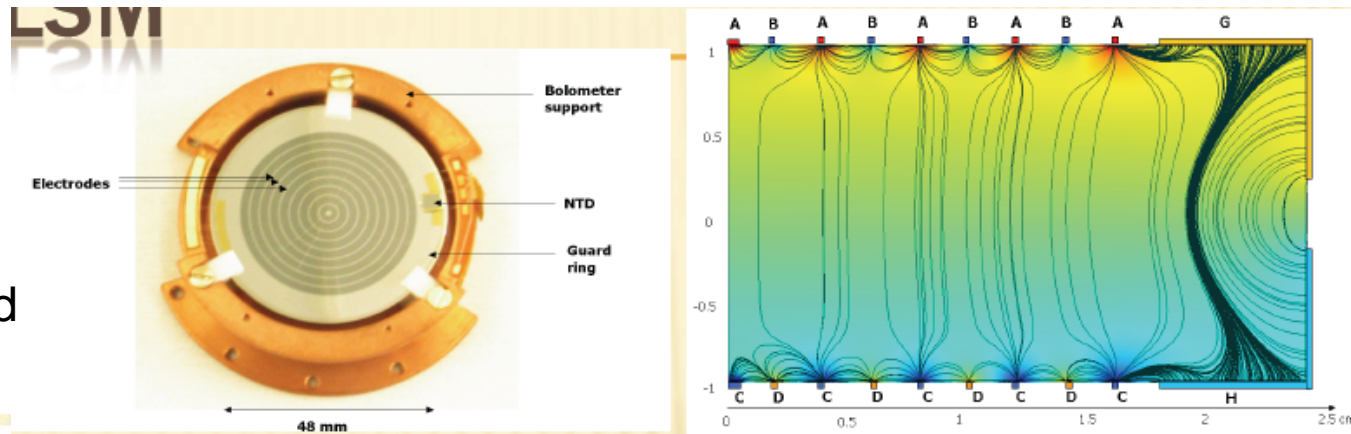 LSM
Bolometer
support
Electrodes
NTD
Guard
ring
d
48 mm
A B A B A B A B A G
1
0.5
0
-0.5
-1
C D C D C D C D C H
0 0.5 1 1.5 2 2.5 cm